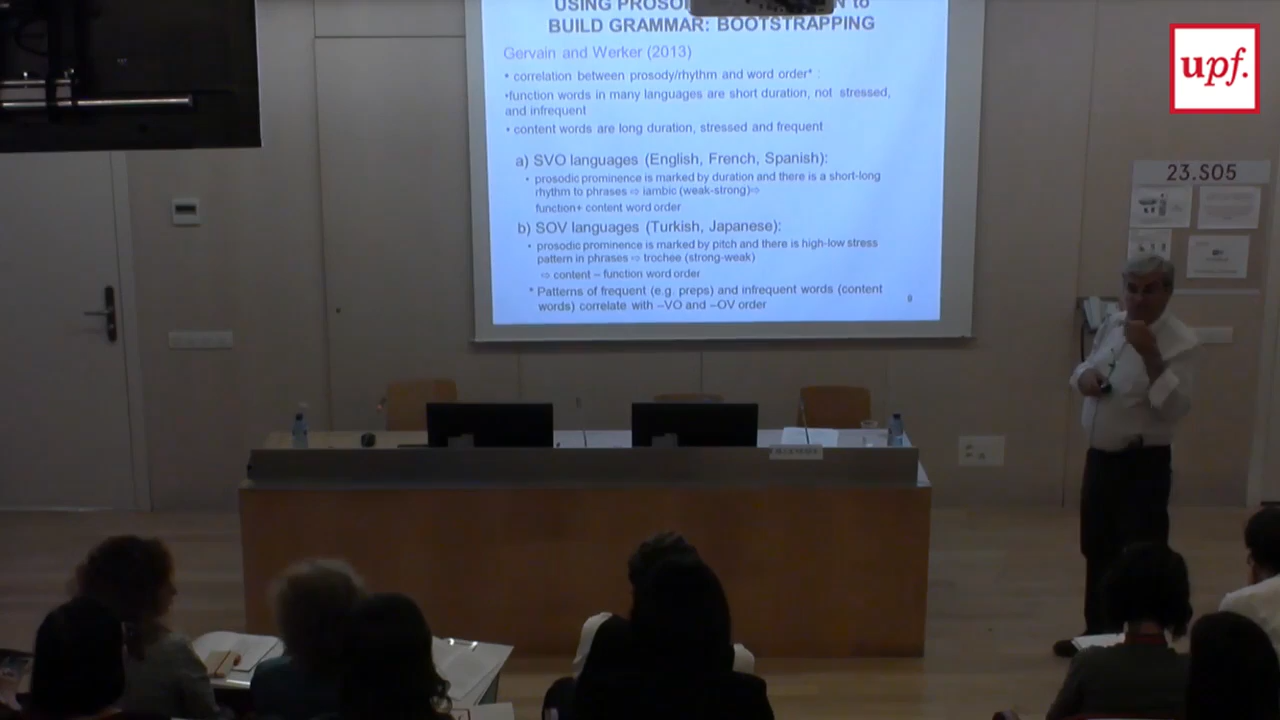 USING
to
BUILD GRAMMAR: BOOTSTRAPPING
Gervain and Werker (2013)
• correlation between prosody/rhythm and word order* :
•function words in many languages are short duration, not stressed,
and infrequent
• content words are long duration, stressed and frequent
a) SVO languages (English, French, Spanish):
• prosodic prominence is marked by duration and there is a short-long
rhythm to phrases ⇨ iambic (weak-strong)⇨
function+ content word order
b) SOV languages (Turkish, Japanese):
• prosodic prominence is marked by pitch and there is high-low stress
pattern in phrases ⇨ trochee (strong-weak)
⇨ content – function word order
* Patterns of frequent (e.g. preps) and infrequent words (content
words) correlate with –VO and –OV order
9
upf.
23.S05